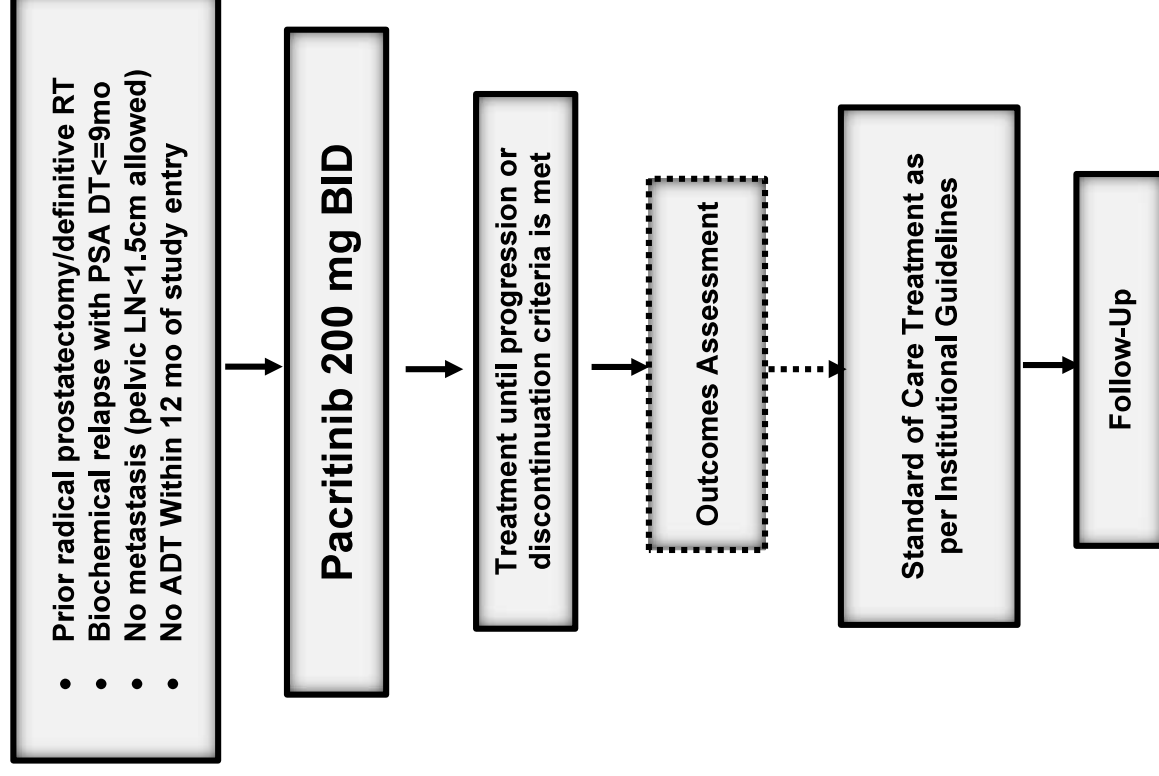 • Prior radical prostatectomy/definitive RT
• Biochemical relapse with PSA DT<=9mo
• No metastasis (pelvic LN<1.5cm allowed)
• No ADT Within 12 mo of study entry
Pacritinib 200 mg BID
Treatment until progression or
discontinuation criteria is met
Outcomes Assessment
Standard of Care Treatment as
per Institutional Guidelines
Follow-Up